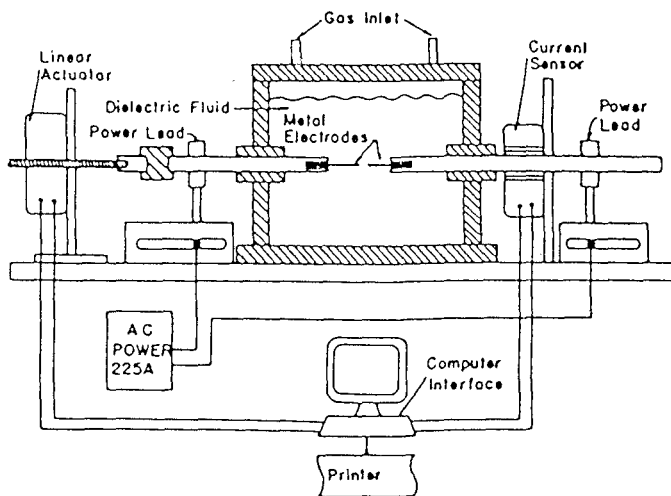 Gas Inlet
Linear
Actuator
Current
Sensor
Dielectric Fluid
Power Lead
Metal
Electrodes
Power
Lead
AC
POWER
225A
Computer
Interface
Printer